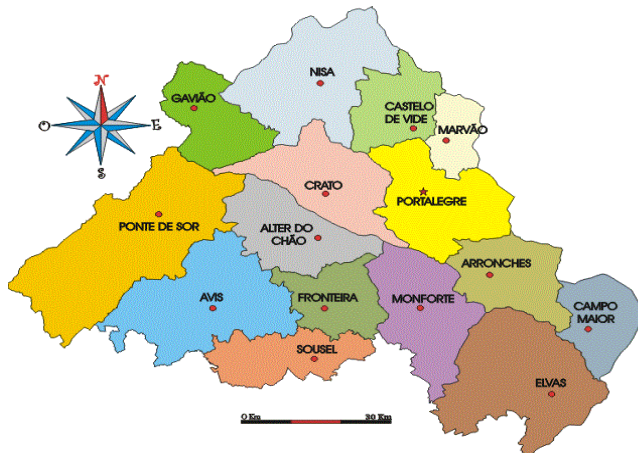 N
O
E
S
NISA
GAVIÃO
CASTELO
DE VIDE
MARVÃO
CRATO
PORTALEGRE
PONTE DE SOR
ALTER DO
CHÃO
ARRONCHES
AVIS
FRONTEIRA
MONFORTE
CAMPO
MAIOR
SOUSEL
ELVAS
0 Km
30 Km